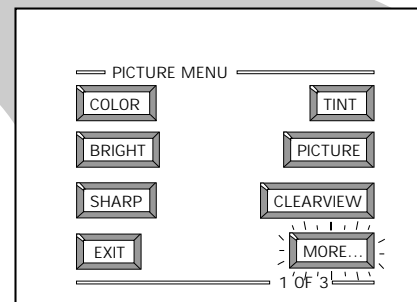 PICTURE MENU
COLOR TINT
BRIGHT PICTURE
SHARP CLEARVIEW
EXIT MORE...
1 OF 3